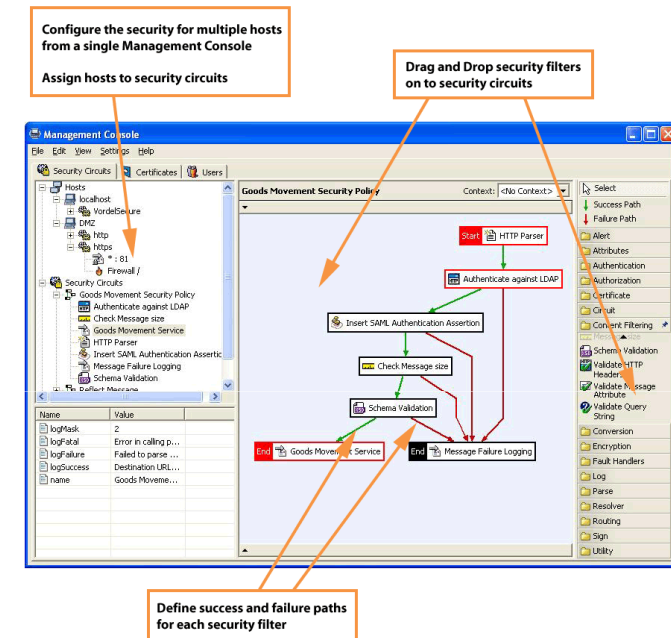 Configure the security for multiple hosts
from a single Management Console
Assign hosts to security circuits
Drag and Drop security filters
on to security circuits
Management Console
File Edit View Settings Help
Security Circuits Certificates Users
Hosts
localhost
VordelSecure
DMZ
http
https
* : 81
Firewall /
Security Circuits
Goods Movement Security Policy
Authenticate against LDAP
Check Message size
Goods Movement Service
HTTP Parser
Insert SAML Authentication Assertic
Message Failure Logging
Schema Validation
Reflect Message
Name Value
logMask 2
logFatal Error in calling p...
logFailure Failed to parse ...
logSuccess Destination URL...
name Goods Moveme...
Goods Movement Security Policy Context: <No Context>
Start HTTP Parser
Authenticate against LDAP
Insert SAML Authentication Assertion
Check Message size
Schema Validation
End Goods Movement Service
End Message Failure Logging
Select
Success Path
Failure Path
Alert
Attributes
Authentication
Authorization
Certificate
Circuit
Content Filtering
Message size
Schema Validation
Validate HTTP
Headers
Validate Message
Attribute
Validate Query
String
Conversion
Encryption
Fault Handlers
Log
Parse
Resolver
Routing
Sign
Utility
Define success and failure paths
for each security filter